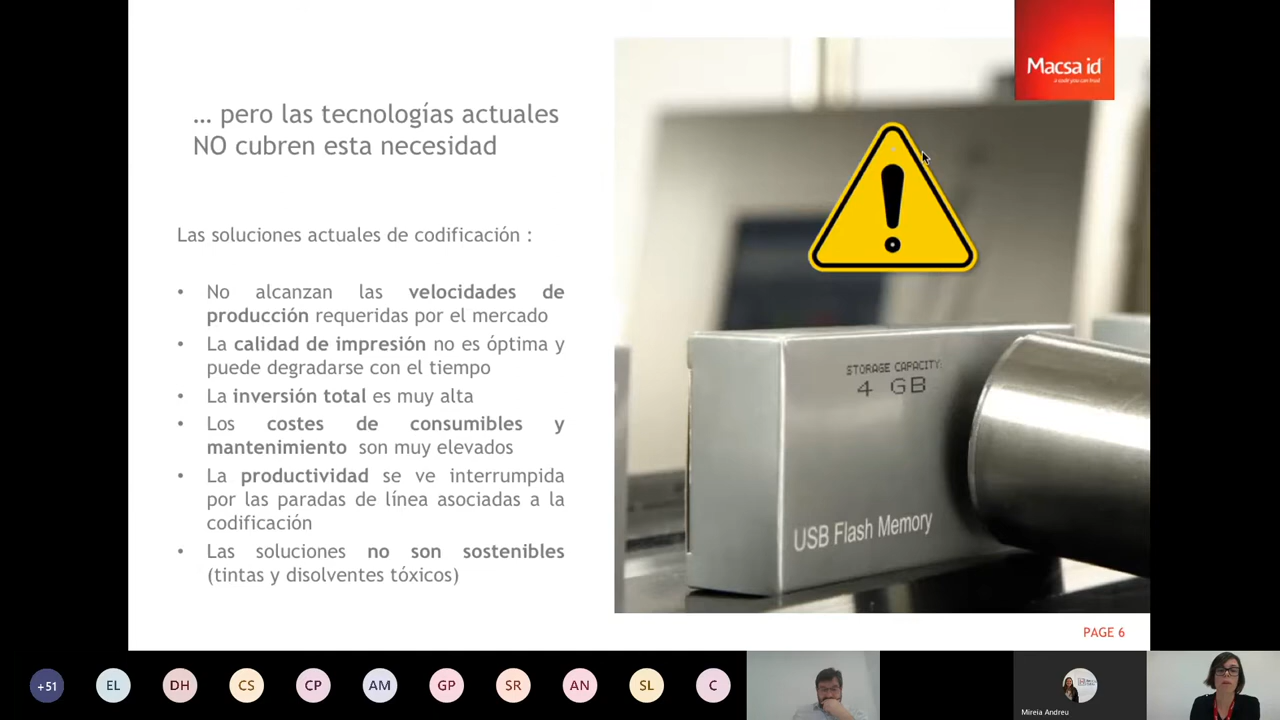 Macsa id
a code you can trust
… pero las tecnologías actuales
NO cubren esta necesidad
Las soluciones actuales de codificación :
• No alcanzan las velocidades de
producción requeridas por el mercado
• La calidad de impresión no es óptima y
puede degradarse con el tiempo
• La inversión total es muy alta
• Los costes de consumibles y
mantenimiento son muy elevados
• La productividad se ve interrumpida
por las paradas de línea asociadas a la
codificación
• Las soluciones no son sostenibles
(tintas y disolventes tóxicos)
STORAGE CAPACITY:
4 GB
USB Flash Memory
PAGE 6
+51
EL
DH
CS
CP
AM
GP
SR
AN
SL
C
Mireia Andreu